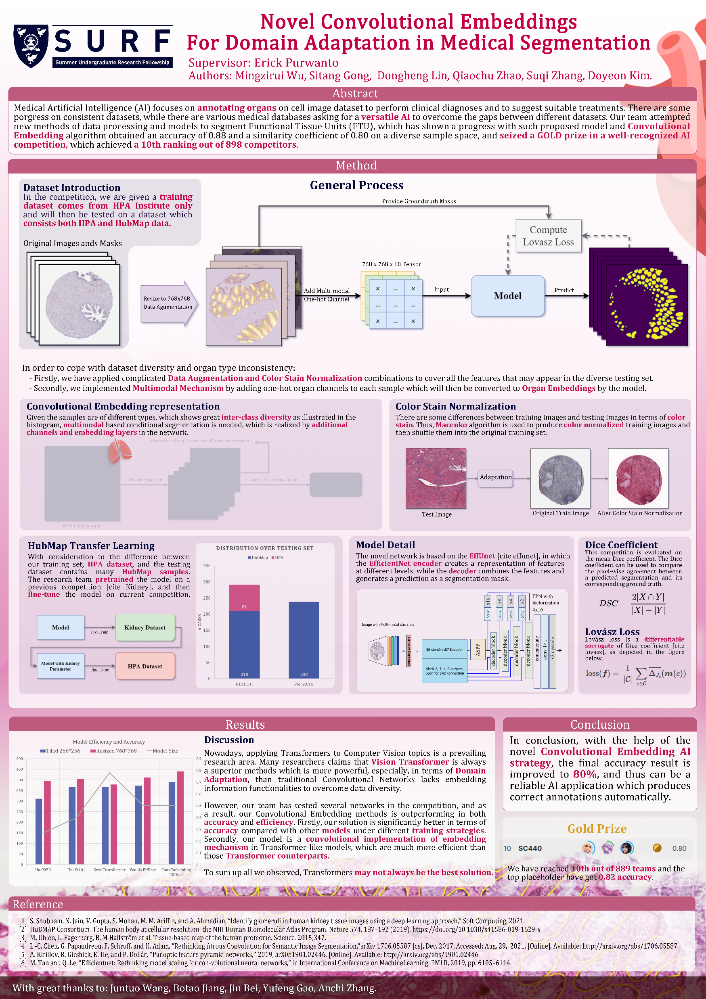 SURF
Summer Undergraduate Research Fellowship
Novel Convolutional Embeddings
For Domain Adaptation in Medical Segmentation
Supervisor: Erick Purwanto
Authors: Mingzirui Wu, Sitang Gong, Dongheng Lin, Qiaochu Zhao, Suqi Zhang, Doyeon Kim.
Abstract
Medical Artificial Intelligence (AI) focuses on annotating organs on cell image dataset to perform clinical diagnoses and to suggest suitable treatments. There are some
porgress on consistent datasets, while there are various medical databases asking for a versatile AI to overcome the gaps between different datasets. Our team attempted
new methods of data processing and models to segment Functional Tissue Units (FTU), which has shown a progress with such proposed model and Convolutional
Embedding algorithm obtained an accuracy of 0.88 and a similarity coefficient of 0.80 on a diverse sample space, and seized a GOLD prize in a well-recognized AI
competition, which achieved a 10th ranking out of 898 competitors.
Method
Dataset Introduction
In the competition, we are given a training
dataset comes from HPA Institute only
and will then be tested on a dataset which
consists both HPA and HubMap data.
Original Images ands Masks
General Process
Provide Groundtruth Masks
Compute
Lovasz Loss
Resize to 768x768
Data Agumentation
Add Multi-modal
One-hot Channel
768 x 768 x 10 Tensor
x ... x
... ... ...
x ... x
Input
Model
Predict
In order to cope with dataset diversity and organ type inconsistency:
- Firstly, we have applied complicated Data Augmentation and Color Stain Normalization combinations to cover all the features that may appear in the diverse testing set.
- Secondly, we implemented Multimodal Mechanism by adding one-hot organ channels to each sample which will then be converted to Organ Embeddings by the model.
Convolutional Embedding representation
Given the samples are of different types, which shows great inter-class diversity as illustrated in the
histogram, multimodal based conditional segmentation is needed, which is realized by additional
channels and embedding layers in the network.
All tensors in Lung Channel and HPA channel are set to 1
Channel Expansion
3x3 and 2 Stride convolution
HPA Lung Sample
Color Stain Normalization
There are some differences between training images and testing images in terms of color
stain. Thus, Macenko algorithm is used to produce color normalized training images and
then shuffle them into the original training set.
Adaptation
Test Image
Original Train Image
After Color Stain Normalization
HubMap Transfer Learning
With consideration to the difference between
our training set, HPA dataset, and the testing
dataset contains many HubMap samples.
The research team pretrained the model on a
previous competition [cite Kidney], and then
fine-tune the model on current competition.
Model
Pre-Train
Kidney Dataset
Model with Kidney
Parameter
Fine Tune
HPA Dataset
DISTRIBUTION OVER TESTING SET
HubMap HPA
# CASES
350
300
250
200
150
100
50
0
81
210
238
PUBLIC
PRIVATE
Model Detail
The novel network is based on the EffUnet [cite effunet], in which
the EfficientNet encoder creates a representation of features
at different levels, while the decoder combines the features and
generates a prediction as a segmentation mask.
Image with Multi-modal channels
Embedding Conv, 3x3
EfficientNetB7 Encoder
Block 2, 3, 4, 6 outputs
used for skip connection
ASPP
x16
x8
x4
x2
conv
conv
conv
conv
decoder block
decoder block
decoder block
decoder block
FPN with
factorization
4x16
concatenate
conv 1×1
x2 upscale
Dice Coefficient
This competition is evaluated on
the mean Dice coefficient. The Dice
coefficient can be used to compare
the pixel-wise agreement between
a predicted segmentation and its
corresponding ground truth.
DSC = 2|X ∩ Y| / |X| + |Y|
Lovász Loss
Lovász loss is a differentiable
surrogate of Dice coefficient [cite
lovasz], as depicted in the figure
below.
loss(f) = 1/|C| ∑c∈C Δ̅Jc(m(c))
Results
Model Efficiency and Accuracy
Tiled 256*256 Resized 768*768 Model Size
500
450
400
350
300
250
200
150
100
50
0
0.9
0.8
0.7
0.6
0.5
0.4
0.3
0.2
0.1
0
UneXt50
UneXt101
SwinTransformer
Vanilla EffUnet
ConvEmbedding
EffUnet
Discussion
Nowadays, applying Transformers to Computer Vision topics is a prevailing
research area. Many researchers claims that Vision Transformer is always
a superior methods which is more powerful, especially, in terms of Domain
Adaptation, than traditional Convolutional Networks lacks embedding
information functionalities to overcome data diversity.
However, our team has tested several networks in the competition, and as
a result, our Convolutional Embedding methods is outperforming in both
accuracy and efficiency. Firstly, our solution is significantly better in terms of
accuracy compared with other models under different training strategies.
Secondly, our model is a convolutional implementation of embedding
mechanism in Transformer-like models, which are much more efficient than
those Transformer counterparts.
To sum up all we observed, Transformers may not always be the best solution.
Conclusion
In conclusion, with the help of the
novel Convolutional Embedding AI
strategy, the final accuracy result is
improved to 80%, and thus can be a
reliable AI application which produces
correct annotations automatically.
Gold Prize
10 SC440 0.80
We have reached 10th out of 889 teams and the
top placeholder have got 0.82 accuracy.
Reference
[1] S. Shubham, N. Jain, V. Gupta, S. Mohan, M. M. Ariffin, and A. Ahmadian, “Identify glomeruli in human kidney tissue images using a deep learning approach,” Soft Computing, 2021.
[2] HuBMAP Consortium. The human body at cellular resolution: the NIH Human Biomolecular Atlas Program. Nature 574, 187–192 (2019). https://doi.org/10.1038/s41586-019-1629-x
[3] M. Uhlén, L. Fagerberg, B. M Hallström et al. Tissue-based map of the human proteome. Science. 2015;347.
[4] L.-C. Chen, G. Papandreou, F. Schroff, and H. Adam, “Rethinking Atrous Convolution for Semantic Image Segmentation,”arXiv:1706.05587 [cs], Dec. 2017, Accessed: Aug. 29, 2021. [Online]. Available: http://arxiv.org/abs/1706.05587
[5] A. Kirillov, R. Girshick, K. He, and P. Dollár, “Panoptic feature pyramid networks,” 2019, arXiv:1901.02446. [Online]. Available: http://arxiv.org/abs/1901.02446
[6] M. Tan and Q. Le, “Efficientnet: Rethinking model scaling for con-volutional neural networks,” in International Conference on MachineLearning. PMLR, 2019, pp. 6105–6114.
With great thanks to: Juntuo Wang, Botao Jiang, Jin Bei, Yufeng Gao, Anchi Zhang.